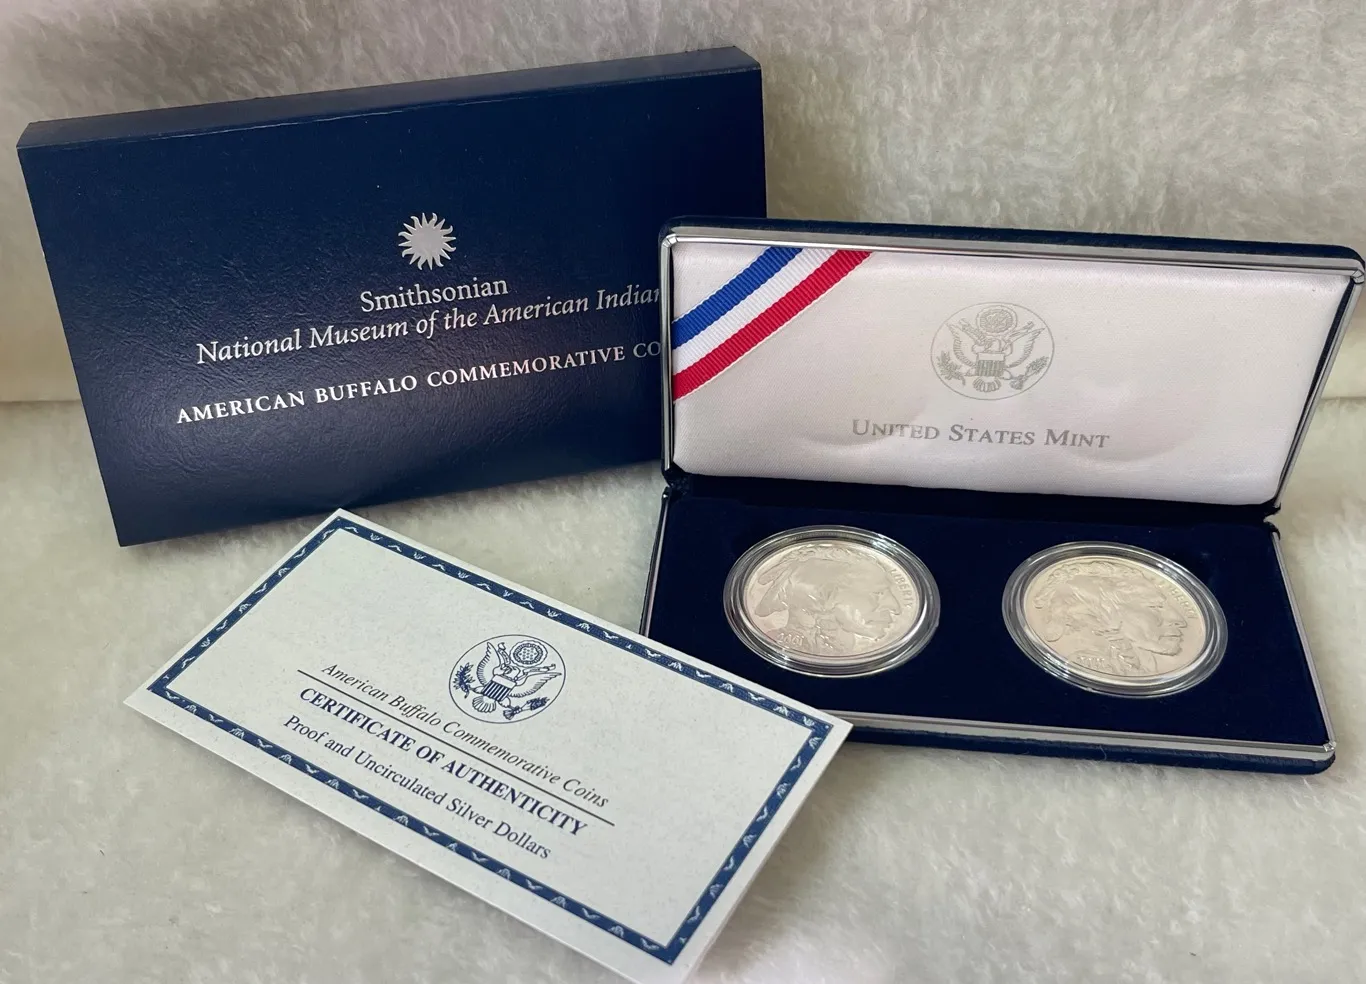 Smithsonian
National Museum of the American Indian
AMERICAN BUFFALO COMMEMORATIVE CO
UNITED STATES MINT
LIBERTY
2001
American Buffalo Commemorative Coins
CERTIFICATE OF AUTHENTICITY
Proof and Uncirculated Silver Dollars